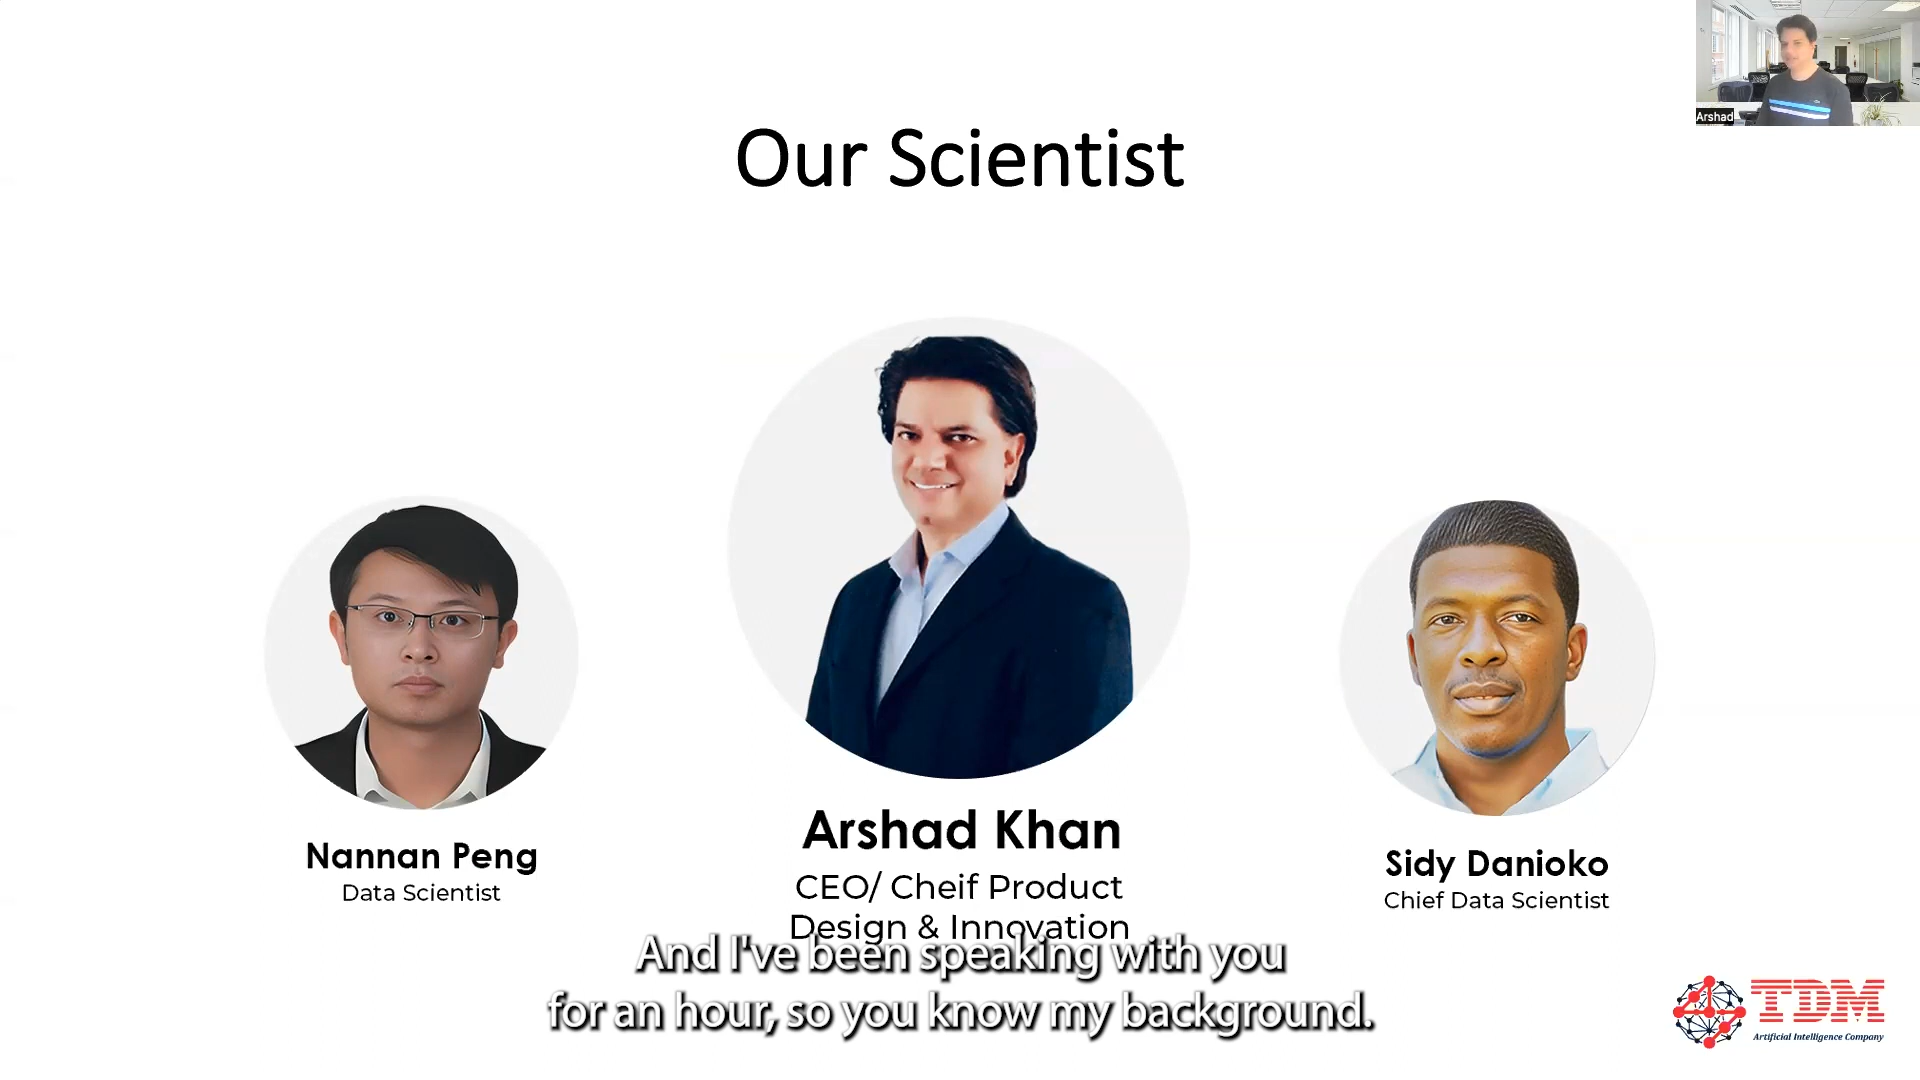 Arshad
Our Scientist
Nannan Peng
Data Scientist
Arshad Khan
CEO/ Cheif Product
Design & Innovation
Sidy Danioko
Chief Data Scientist
And I've been speaking with you
for an hour, so you know my background.
TDM
Artificial Intelligence Company